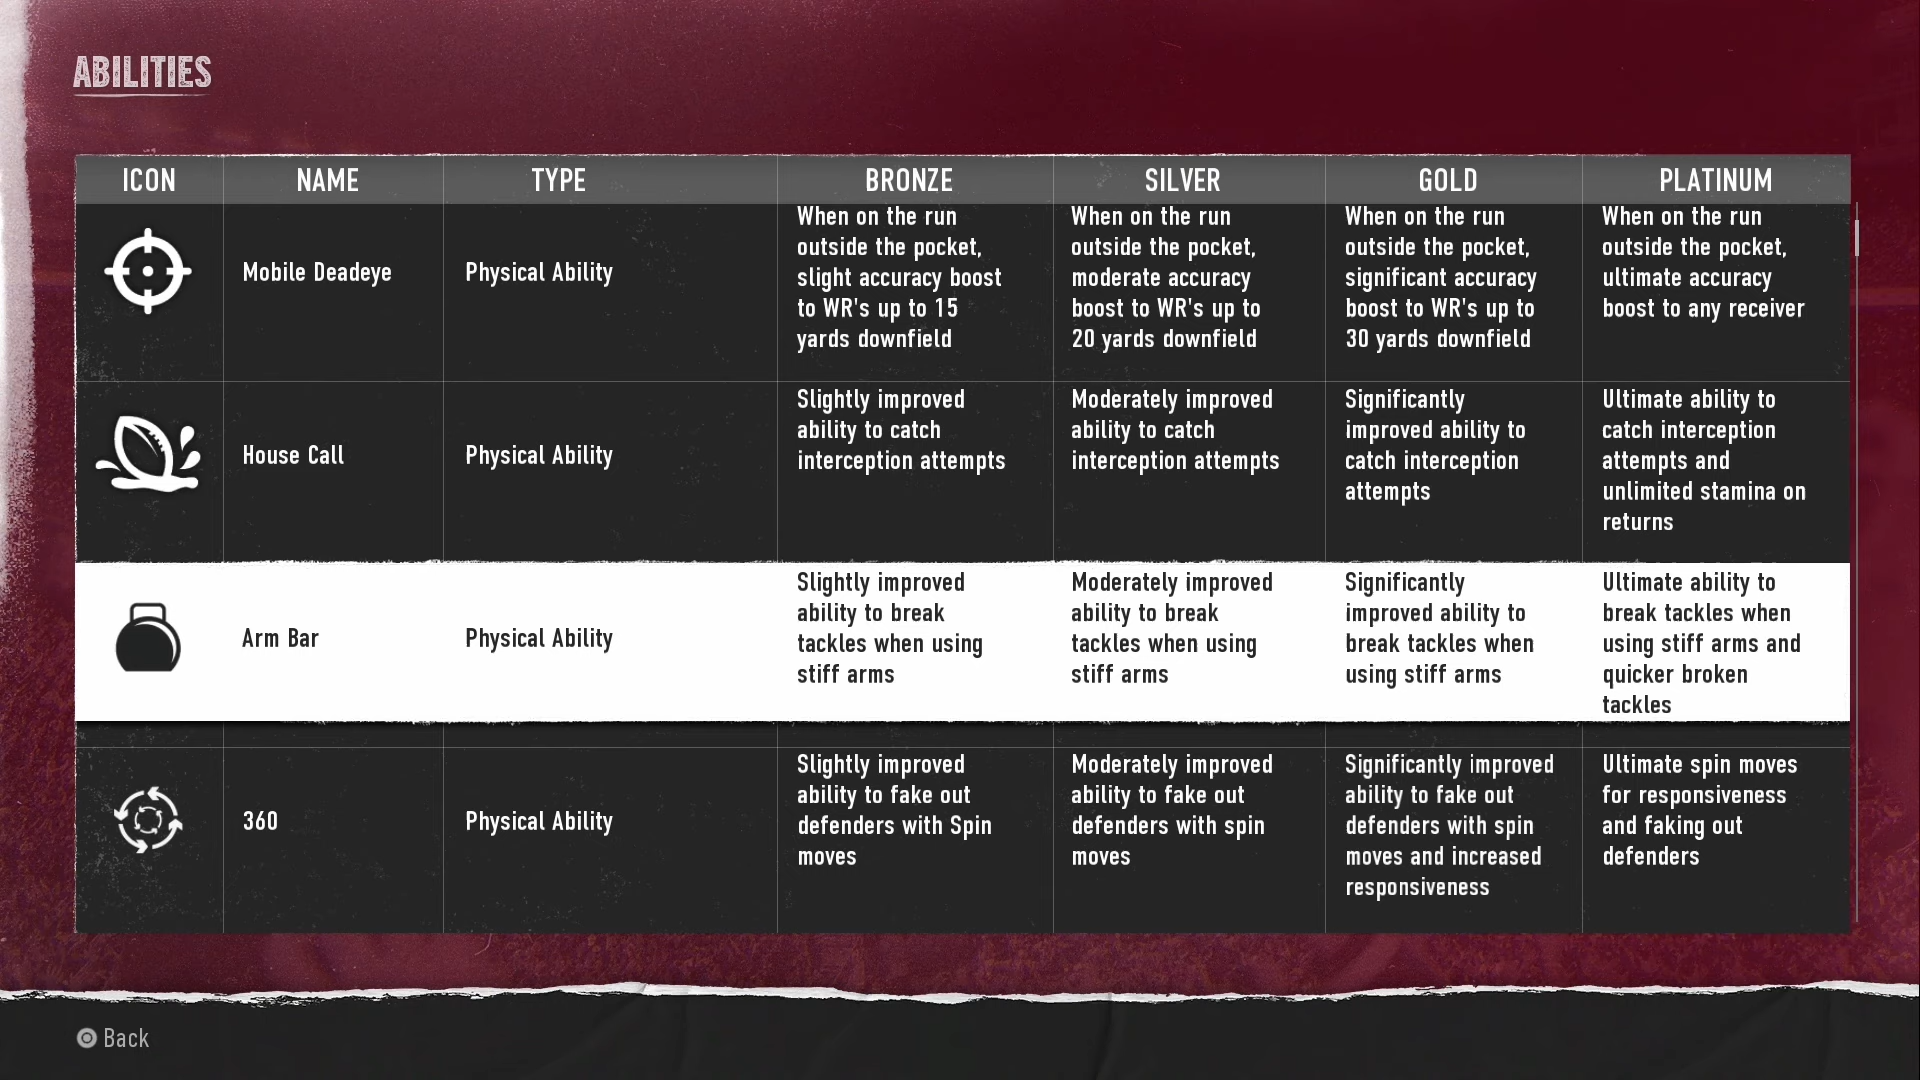 ABILITIES
ICON NAME TYPE BRONZE SILVER GOLD PLATINUM
Mobile Deadeye
Physical Ability
When on the run
outside the pocket,
slight accuracy boost
to WR's up to 15
yards downfield
When on the run
outside the pocket,
moderate accuracy
boost to WR's up to
20 yards downfield
When on the run
outside the pocket,
significant accuracy
boost to WR's up to
30 yards downfield
When on the run
outside the pocket,
ultimate accuracy
boost to any receiver
House Call
Physical Ability
Slightly improved
ability to catch
interception attempts
Moderately improved
ability to catch
interception attempts
Significantly
improved ability to
catch interception
attempts
Ultimate ability to
catch interception
attempts and
unlimited stamina on
returns
Arm Bar
Physical Ability
Slightly improved
ability to break
tackles when using
stiff arms
Moderately improved
ability to break
tackles when using
stiff arms
Significantly
improved ability to
break tackles when
using stiff arms
Ultimate ability to
break tackles when
using stiff arms and
quicker broken
tackles
360
Physical Ability
Slightly improved
ability to fake out
defenders with Spin
moves
Moderately improved
ability to fake out
defenders with spin
moves
Significantly improved
ability to fake out
defenders with spin
moves and increased
responsiveness
Ultimate spin moves
for responsiveness
and faking out
defenders
Back